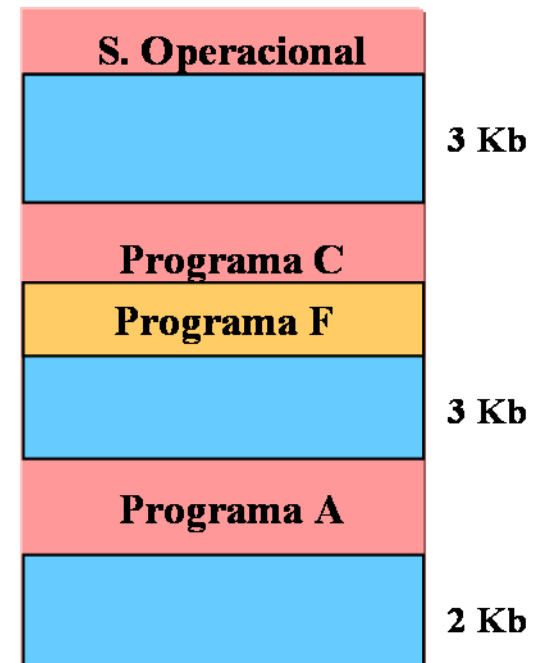 S. Operacional
3 Kb
Programa C
Programa F
3 Kb
Programa A
2 Kb